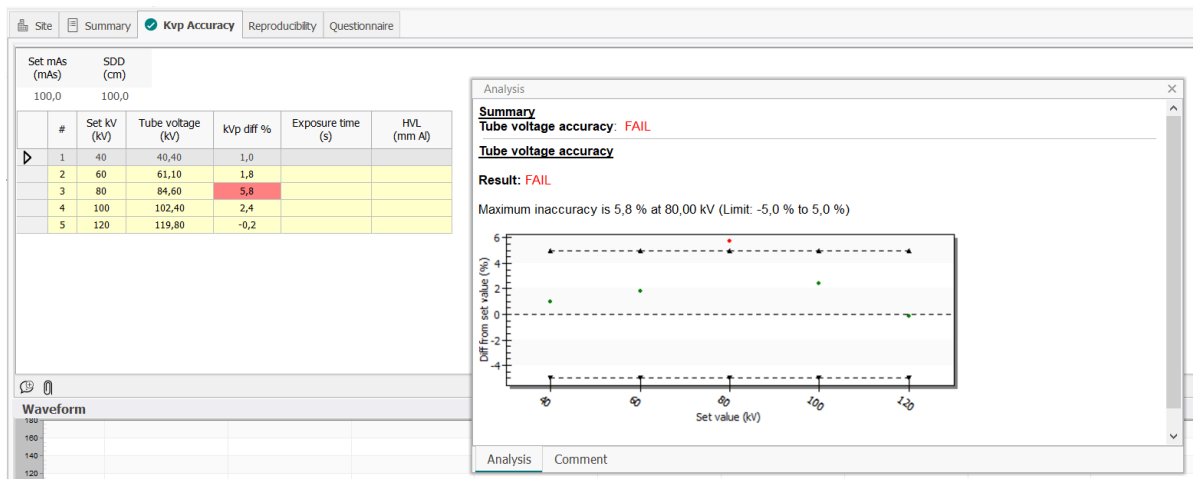 Site Summary Kvp Accuracy Reproducibility Questionnaire
Set mAs (mAs) SDD (cm)
100,0 100,0
# Set kV (kV) Tube voltage (kV) kVp diff % Exposure time (s) HVL (mm Al)
1 40 40,40 1,0
2 60 61,10 1,8
3 80 84,60 5,8
4 100 102,40 2,4
5 120 119,80 -0,2
Waveform
180
160
140
120
Analysis
Summary
Tube voltage accuracy: FAIL
Tube voltage accuracy
Result: FAIL
Maximum inaccuracy is 5,8 % at 80,00 kV (Limit: -5,0 % to 5,0 %)
Diff from set value (%)
6
4
2
0
-2
-4
40 60 80 100 120
Set value (kV)
Analysis Comment